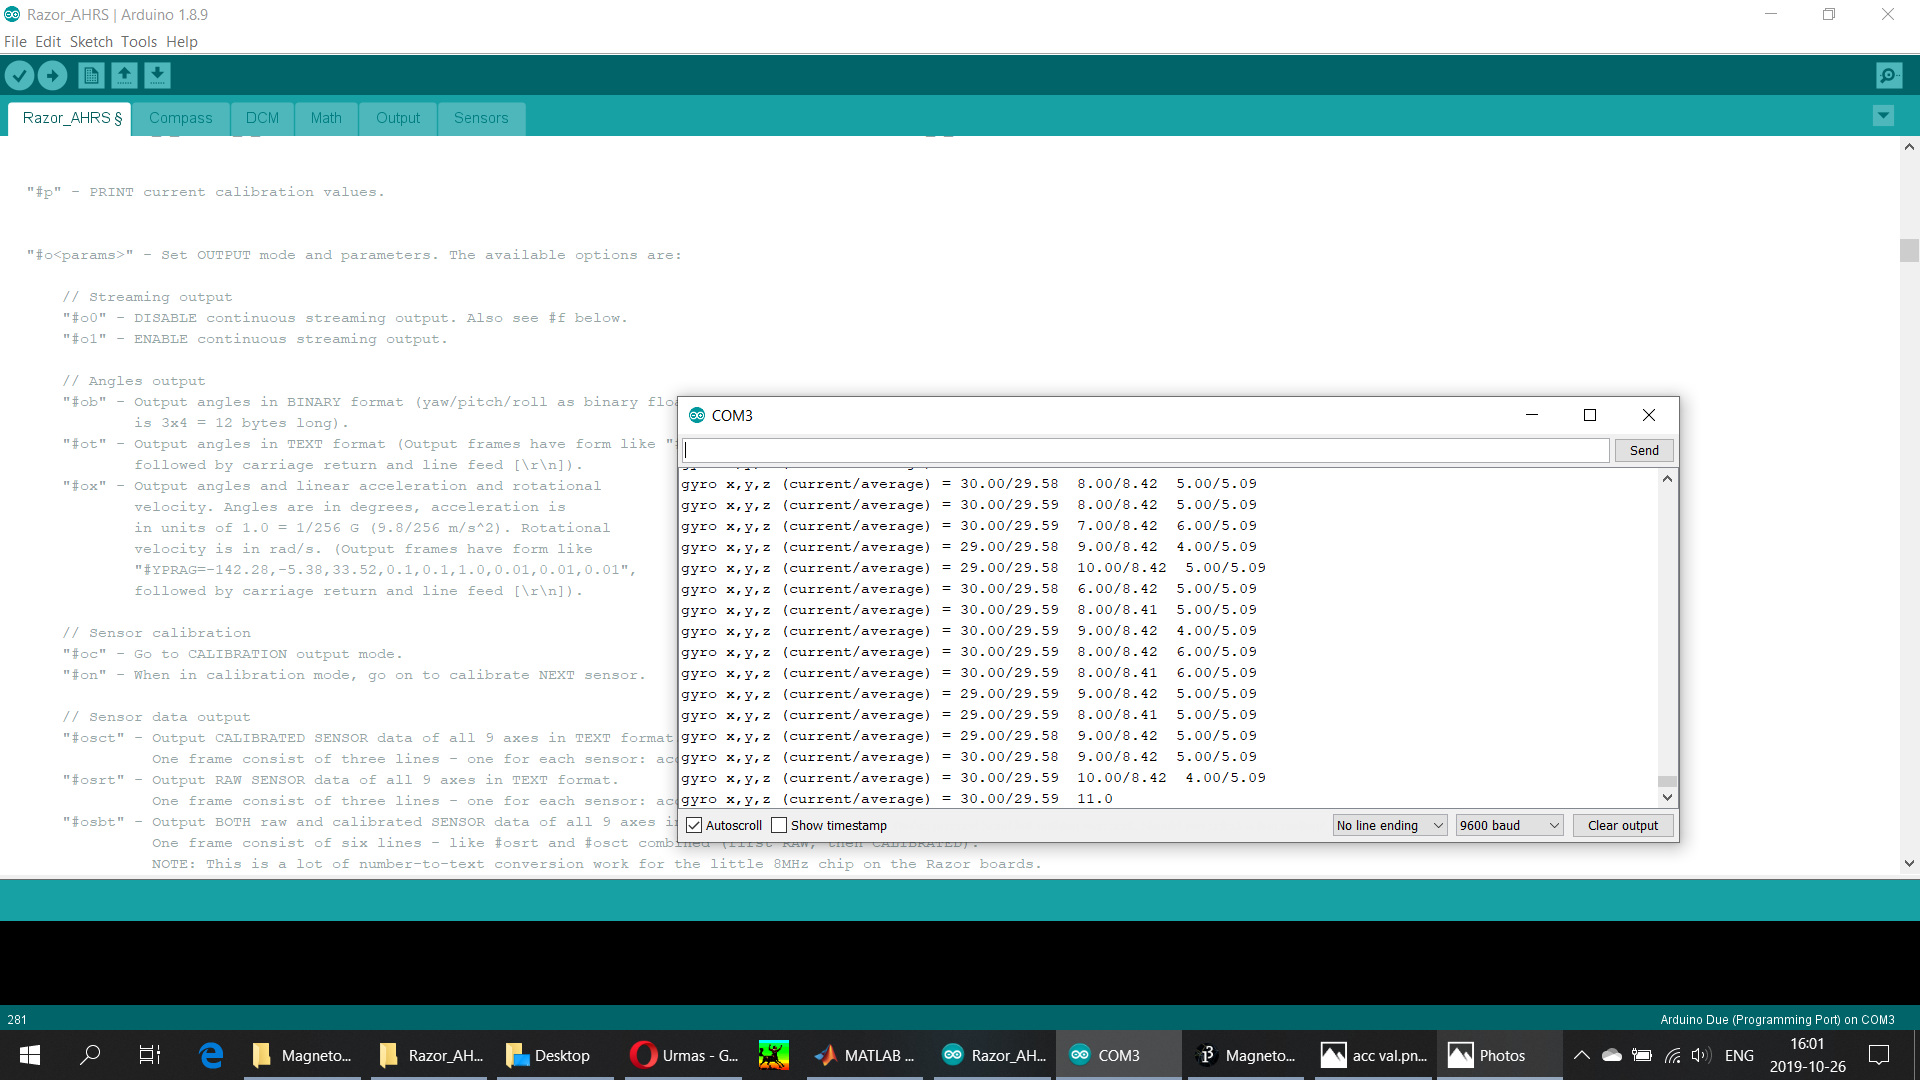 Razor_AHRS | Arduino 1.8.9
File Edit Sketch Tools Help
Razor_AHRS § Compass DCM Math Output Sensors
"#p" - PRINT current calibration values.
"#o<params>" - Set OUTPUT mode and parameters. The available options are:
// Streaming output
"#o0" - DISABLE continuous streaming output. Also see #f below.
"#o1" - ENABLE continuous streaming output.
// Angles output
"#ob" - Output angles in BINARY format (yaw/pitch/roll as binary floa
is 3x4 = 12 bytes long).
"#ot" - Output angles in TEXT format (Output frames have form like "
followed by carriage return and line feed [\r\n]).
"#ox" - Output angles and linear acceleration and rotational
velocity. Angles are in degrees, acceleration is
in units of 1.0 = 1/256 G (9.8/256 m/s^2). Rotational
velocity is in rad/s. (Output frames have form like
"#YPRAG=-142.28,-5.38,33.52,0.1,0.1,1.0,0.01,0.01,0.01",
followed by carriage return and line feed [\r\n]).
// Sensor calibration
"#oc" - Go to CALIBRATION output mode.
"#on" - When in calibration mode, go on to calibrate NEXT sensor.
// Sensor data output
"#osct" - Output CALIBRATED SENSOR data of all 9 axes in TEXT format
One frame consist of three lines - one for each sensor: acc
"#osrt" - Output RAW SENSOR data of all 9 axes in TEXT format.
One frame consist of three lines - one for each sensor: acc
"#osbt" - Output BOTH raw and calibrated SENSOR data of all 9 axes in
One frame consist of six lines - like #osrt and #osct combined (first RAW, then CALIBRATED).
NOTE: This is a lot of number-to-text conversion work for the little 8MHz chip on the Razor boards.
COM3
Send
gyro x,y,z (current/average) = 30.00/29.58 8.00/8.42 5.00/5.09
gyro x,y,z (current/average) = 30.00/29.59 8.00/8.42 5.00/5.09
gyro x,y,z (current/average) = 30.00/29.59 7.00/8.42 6.00/5.09
gyro x,y,z (current/average) = 29.00/29.58 9.00/8.42 4.00/5.09
gyro x,y,z (current/average) = 29.00/29.58 10.00/8.42 5.00/5.09
gyro x,y,z (current/average) = 30.00/29.58 6.00/8.42 5.00/5.09
gyro x,y,z (current/average) = 30.00/29.59 8.00/8.41 5.00/5.09
gyro x,y,z (current/average) = 30.00/29.59 9.00/8.42 4.00/5.09
gyro x,y,z (current/average) = 30.00/29.58 8.00/8.42 6.00/5.09
gyro x,y,z (current/average) = 30.00/29.59 8.00/8.41 6.00/5.09
gyro x,y,z (current/average) = 29.00/29.59 9.00/8.42 5.00/5.09
gyro x,y,z (current/average) = 29.00/29.59 8.00/8.41 5.00/5.09
gyro x,y,z (current/average) = 29.00/29.58 9.00/8.42 5.00/5.09
gyro x,y,z (current/average) = 30.00/29.58 9.00/8.42 5.00/5.09
gyro x,y,z (current/average) = 30.00/29.59 10.00/8.42 4.00/5.09
gyro x,y,z (current/average) = 30.00/29.59 11.0
Autoscroll Show timestamp No line ending 9600 baud Clear output
281
Arduino Due (Programming Port) on COM3
Magneto... Razor_AH... Desktop Urmas - G... MATLAB ... Razor_AH... COM3 Magneto... acc val.pn... Photos ENG 16:01
2019-10-26